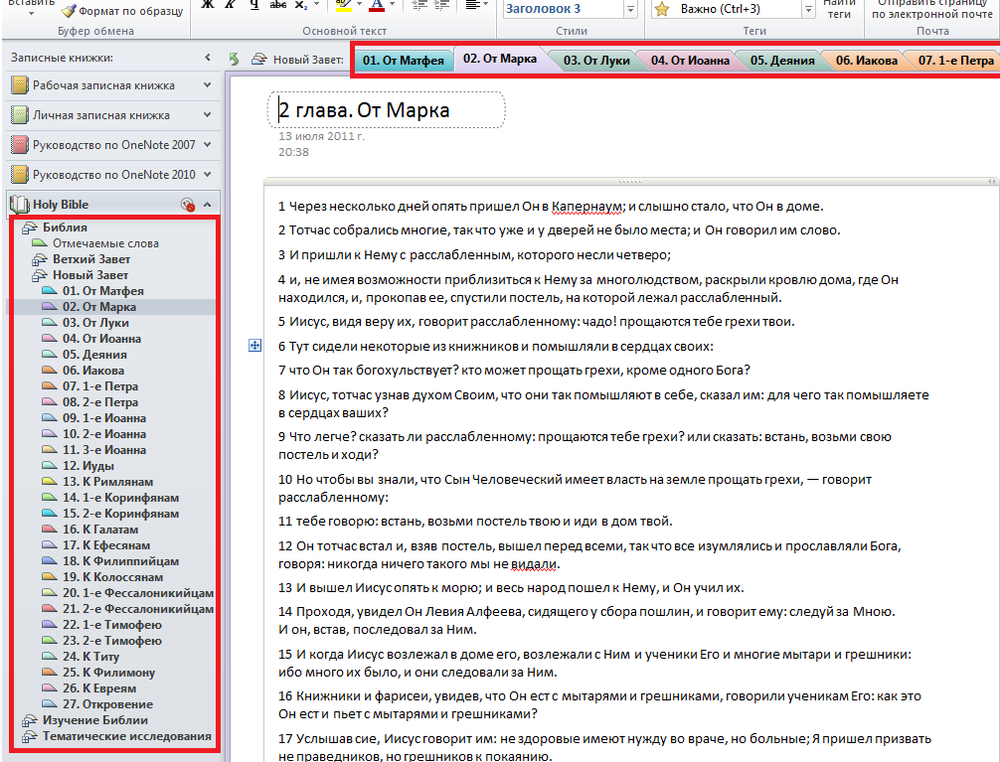 Вставить
Формат по образцу
Буфер обмена
Ж К Ч abc x₂
Основной текст
Заголовок 3
Стили
Важно (Ctrl+3)
Найти
теги
Теги
Отправить страницу
по электронной почте
Почта
Записные книжки:
Рабочая записная книжка
Личная записная книжка
Руководство по OneNote 2007
Руководство по OneNote 2010
Holy Bible
Библия
Отмечаемые слова
Ветхий Завет
Новый Завет
01. От Матфея
02. От Марка
03. От Луки
04. От Иоанна
05. Деяния
06. Иакова
07. 1-е Петра
08. 2-е Петра
09. 1-е Иоанна
10. 2-е Иоанна
11. 3-е Иоанна
12. Иуды
13. К Римлянам
14. 1-е Коринфянам
15. 2-е Коринфянам
16. К Галатам
17. К Ефесянам
18. К Филиппийцам
19. К Колоссянам
20. 1-е Фессалоникийцам
21. 2-е Фессалоникийцам
22. 1-е Тимофею
23. 2-е Тимофею
24. К Титу
25. К Филимону
26. К Евреям
27. Откровение
Изучение Библии
Тематические исследования
Новый Завет: 01. От Матфея 02. От Марка 03. От Луки 04. От Иоанна 05. Деяния 06. Иакова 07. 1-е Петра
2 глава. От Марка
13 июля 2011 г.
20:38
1 Через несколько дней опять пришел Он в Капернаум; и слышно стало, что Он в доме.
2 Тотчас собрались многие, так что уже и у дверей не было места; и Он говорил им слово.
3 И пришли к Нему с расслабленным, которого несли четверо;
4 и, не имея возможности приблизиться к Нему за многолюдством, раскрыли кровлю дома, где Он
находился, и, прокопав ее, спустили постель, на которой лежал расслабленный.
5 Иисус, видя веру их, говорит расслабленному: чадо! прощаются тебе грехи твои.
6 Тут сидели некоторые из книжников и помышляли в сердцах своих:
7 что Он так богохульствует? кто может прощать грехи, кроме одного Бога?
8 Иисус, тотчас узнав духом Своим, что они так помышляют в себе, сказал им: для чего так помышляете
в сердцах ваших?
9 Что легче? сказать ли расслабленному: прощаются тебе грехи? или сказать: встань, возьми свою
постель и ходи?
10 Но чтобы вы знали, что Сын Человеческий имеет власть на земле прощать грехи, — говорит
расслабленному:
11 тебе говорю: встань, возьми постель твою и иди в дом твой.
12 Он тотчас встал и, взяв постель, вышел перед всеми, так что все изумлялись и прославляли Бога,
говоря: никогда ничего такого мы не видали.
13 И вышел Иисус опять к морю; и весь народ пошел к Нему, и Он учил их.
14 Проходя, увидел Он Левия Алфеева, сидящего у сбора пошлин, и говорит ему: следуй за Мною.
И он, встав, последовал за Ним.
15 И когда Иисус возлежал в доме его, возлежали с Ним и ученики Его и многие мытари и грешники:
ибо много их было, и они следовали за Ним.
16 Книжники и фарисеи, увидев, что Он ест с мытарями и грешниками, говорили ученикам Его: как это
Он ест и пьет с мытарями и грешниками?
17 Услышав сие, Иисус говорит им: не здоровые имеют нужду во враче, но больные; Я пришел призвать
не праведников, но грешников к покаянию.